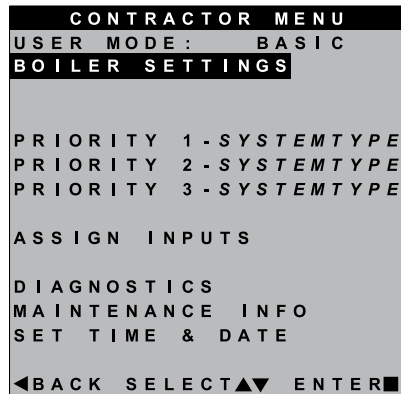 CONTRACTOR MENU
USER MODE: BASIC
BOILER SETTINGS
PRIORITY 1-SYSTEMTYPE
PRIORITY 2-SYSTEMTYPE
PRIORITY 3-SYSTEMTYPE
ASSIGN INPUTS
DIAGNOSTICS
MAINTENANCE INFO
SET TIME & DATE
◀BACK SELECT▲▼ ENTER■